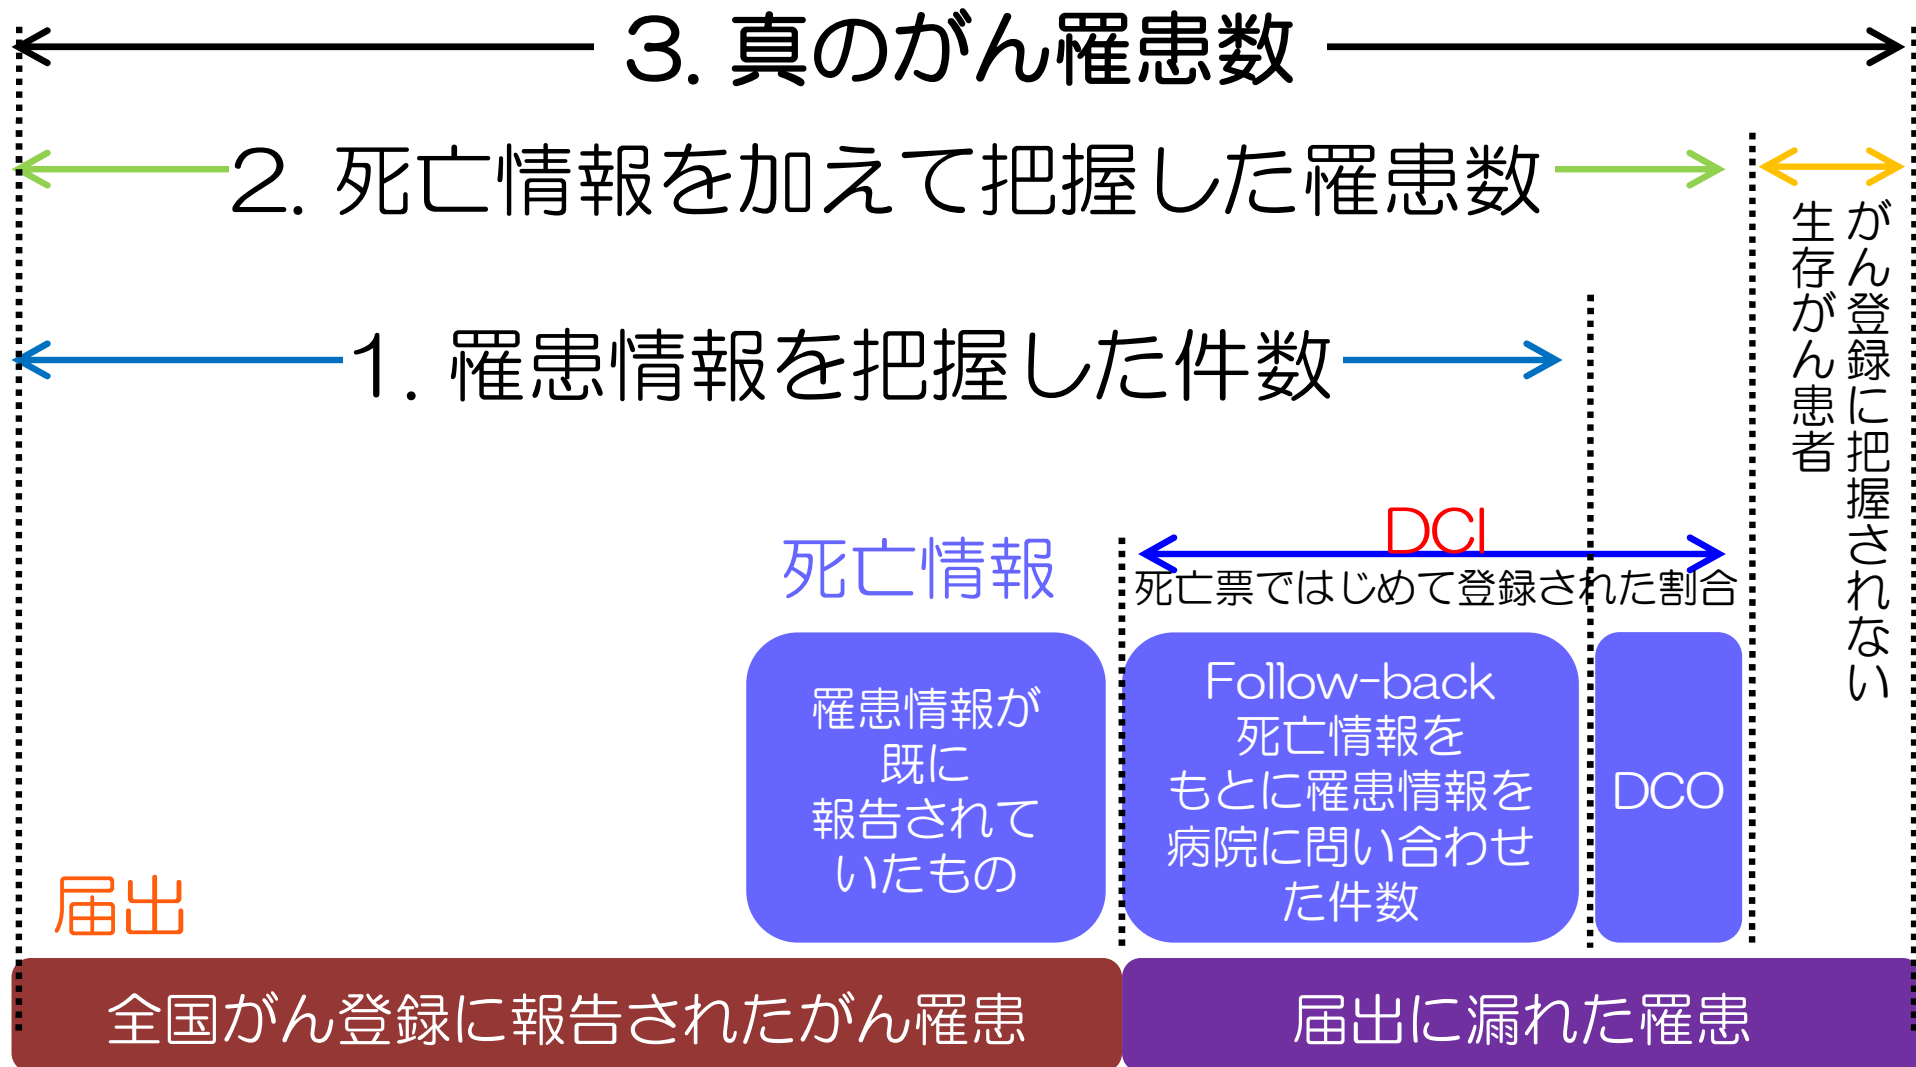 3. 真のがん罹患数
2. 死亡情報を加えて把握した罹患数
がん登録に把握されない
生存がん患者
1. 罹患情報を把握した件数
DCI
死亡票ではじめて登録された割合
死亡情報
罹患情報が
既に
報告されて
いたもの
Follow-back
死亡情報を
もとに罹患情報を
病院に問い合わせ
た件数
DCO
届出
全国がん登録に報告されたがん罹患
届出に漏れた罹患